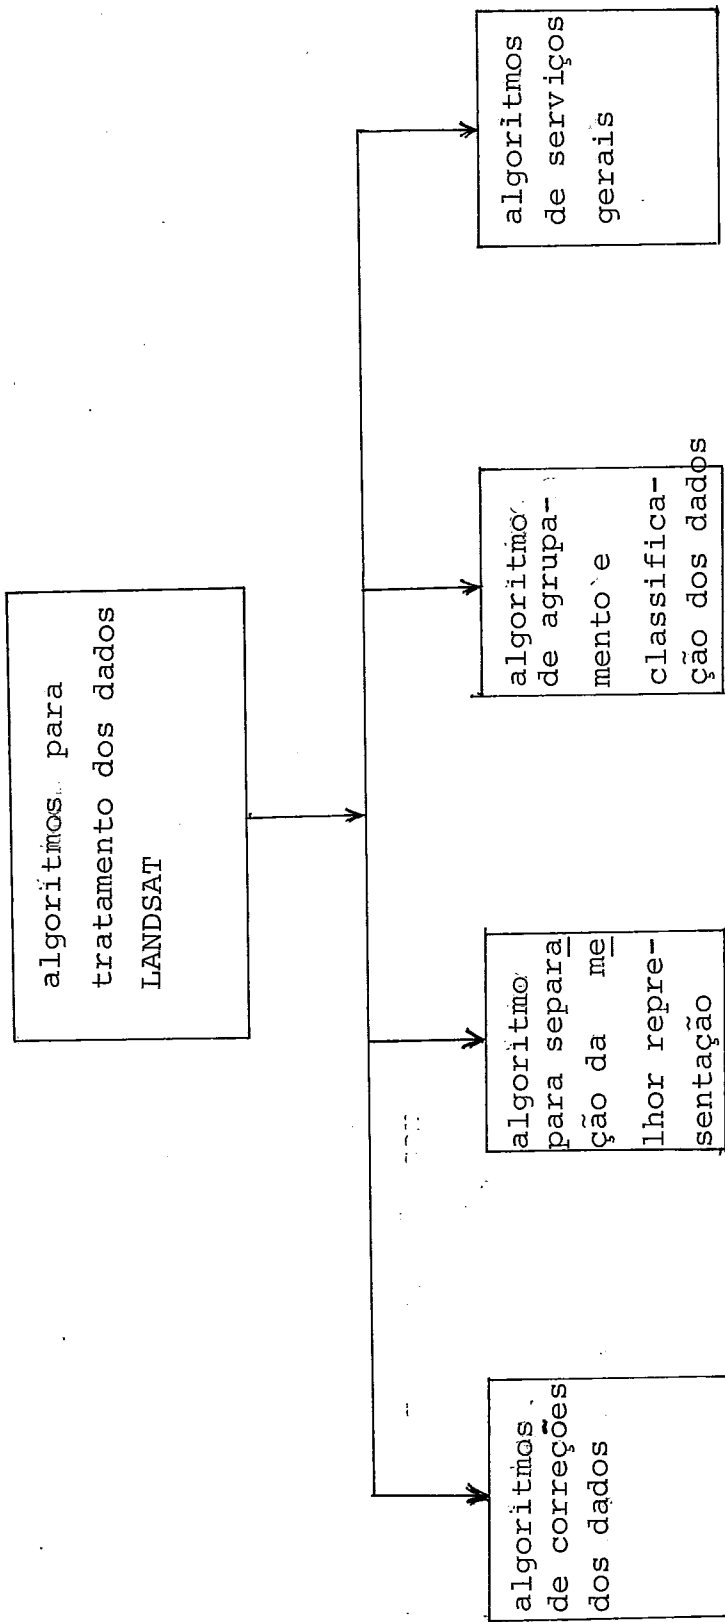 algoritmos para
tratamento dos dados
LANDSAT
algoritmos
de correções
dos dados
algoritmo
para separa
ção da me
lhor repre-
sentação
algoritmo
de agrupa-
mento e
classifica-
ção dos dados
algoritmos
de serviços
gerais